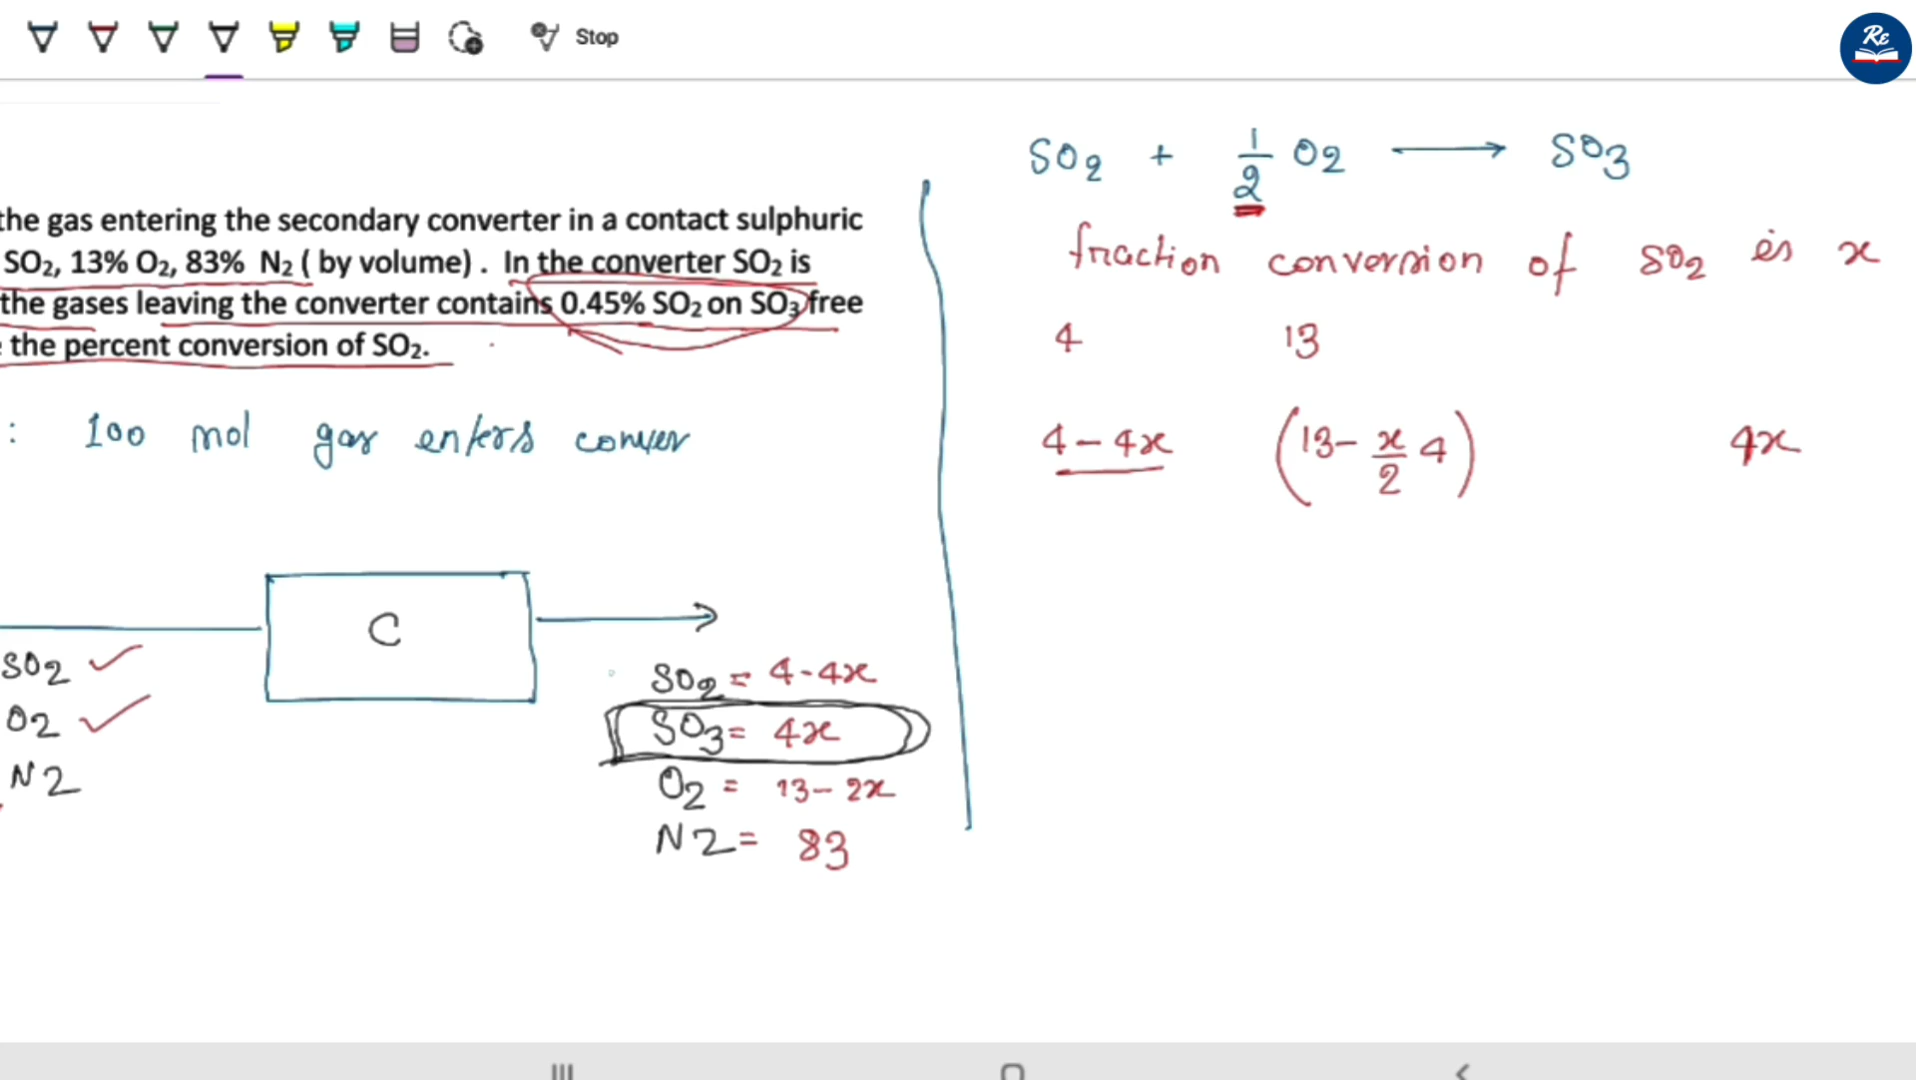 Stop
Re
the gas entering the secondary converter in a contact sulphuric
SO2, 13% O2, 83% N2 ( by volume) . In the converter SO2 is
the gases leaving the converter contains 0.45% SO2 on SO3 free
the percent conversion of SO2.
: 100 mol gas enters conver
C
SO2
O2
N2
SO2 = 4-4x
SO3 = 4x
O2 = 13-2x
N2 = 83
SO2 + 1/2 O2 → SO3
fraction conversion of SO2 is x
4 13
4-4x (13- x/2 4) 4x